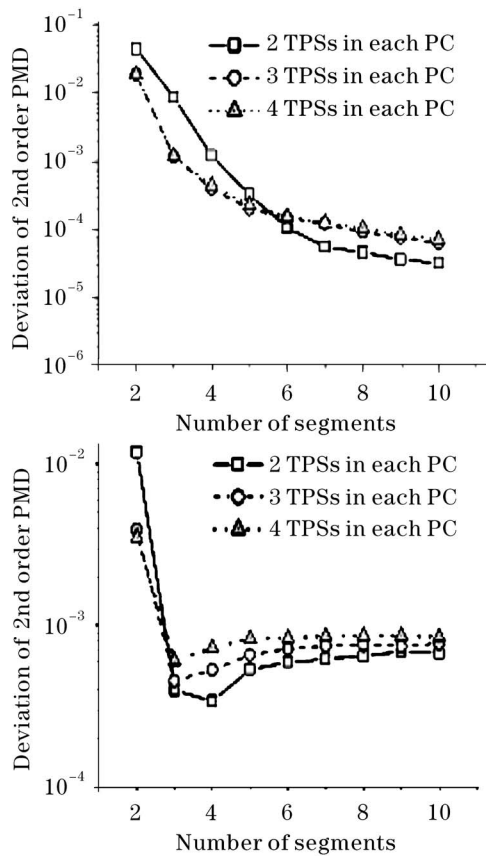 10⁻¹
2 TPSs in each PC
3 TPSs in each PC
4 TPSs in each PC
10⁻²
10⁻³
10⁻⁴
10⁻⁵
10⁻⁶
Deviation of 2nd order PMD
2 4 6 8 10
Number of segments
10⁻²
2 TPSs in each PC
3 TPSs in each PC
4 TPSs in each PC
10⁻³
10⁻⁴
Deviation of 2nd order PMD
2 4 6 8 10
Number of segments